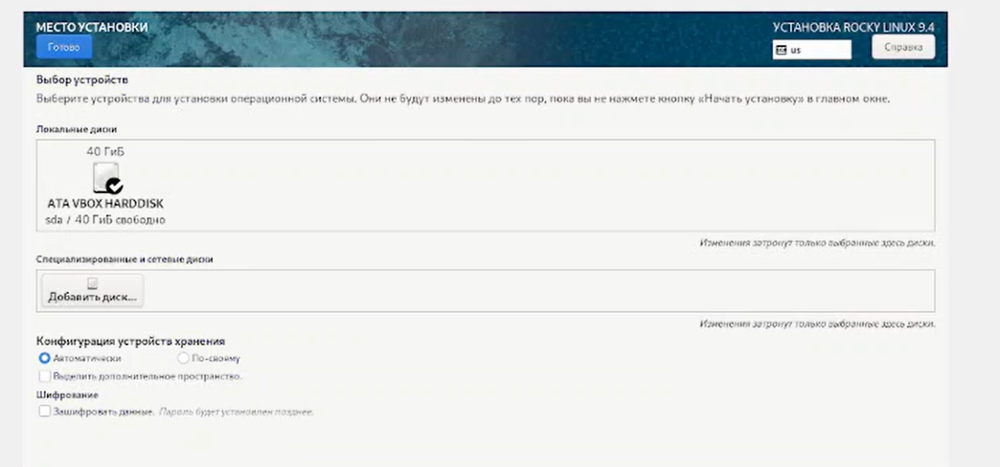 МЕСТО УСТАНОВКИ
УСТАНОВКА ROCKY LINUX 9.4
Готово
us
Справка
Выбор устройств
Выберите устройства для установки операционной системы. Они не будут изменены до тех пор, пока вы не нажмете кнопку «Начать установку» в главном окне.
Локальные диски
40 ГиБ
ATA VBOX HARDDISK
sda / 40 ГиБ свободно
Изменения затронут только выбранные здесь диски.
Специализированные и сетевые диски
Добавить диск...
Изменения затронут только выбранные здесь диски.
Конфигурация устройств хранения
Автоматически
По-своему
Выделить дополнительное пространство.
Шифрование
Зашифровать данные. Пароль будет установлен позднее.